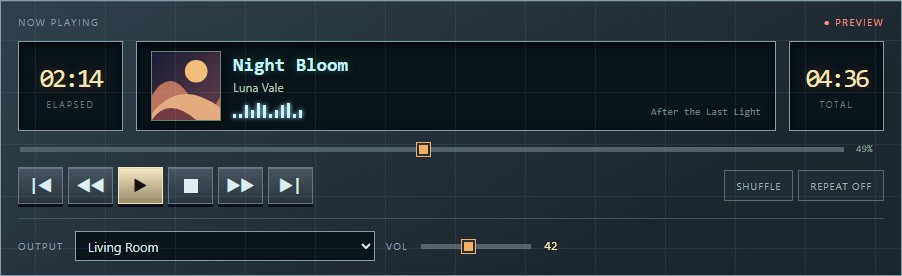 NOW PLAYING
PREVIEW
02:14
ELAPSED
Night Bloom
Luna Vale
After the Last Light
04:36
TOTAL
49%
SHUFFLE
REPEAT OFF
OUTPUT
Living Room
VOL
42